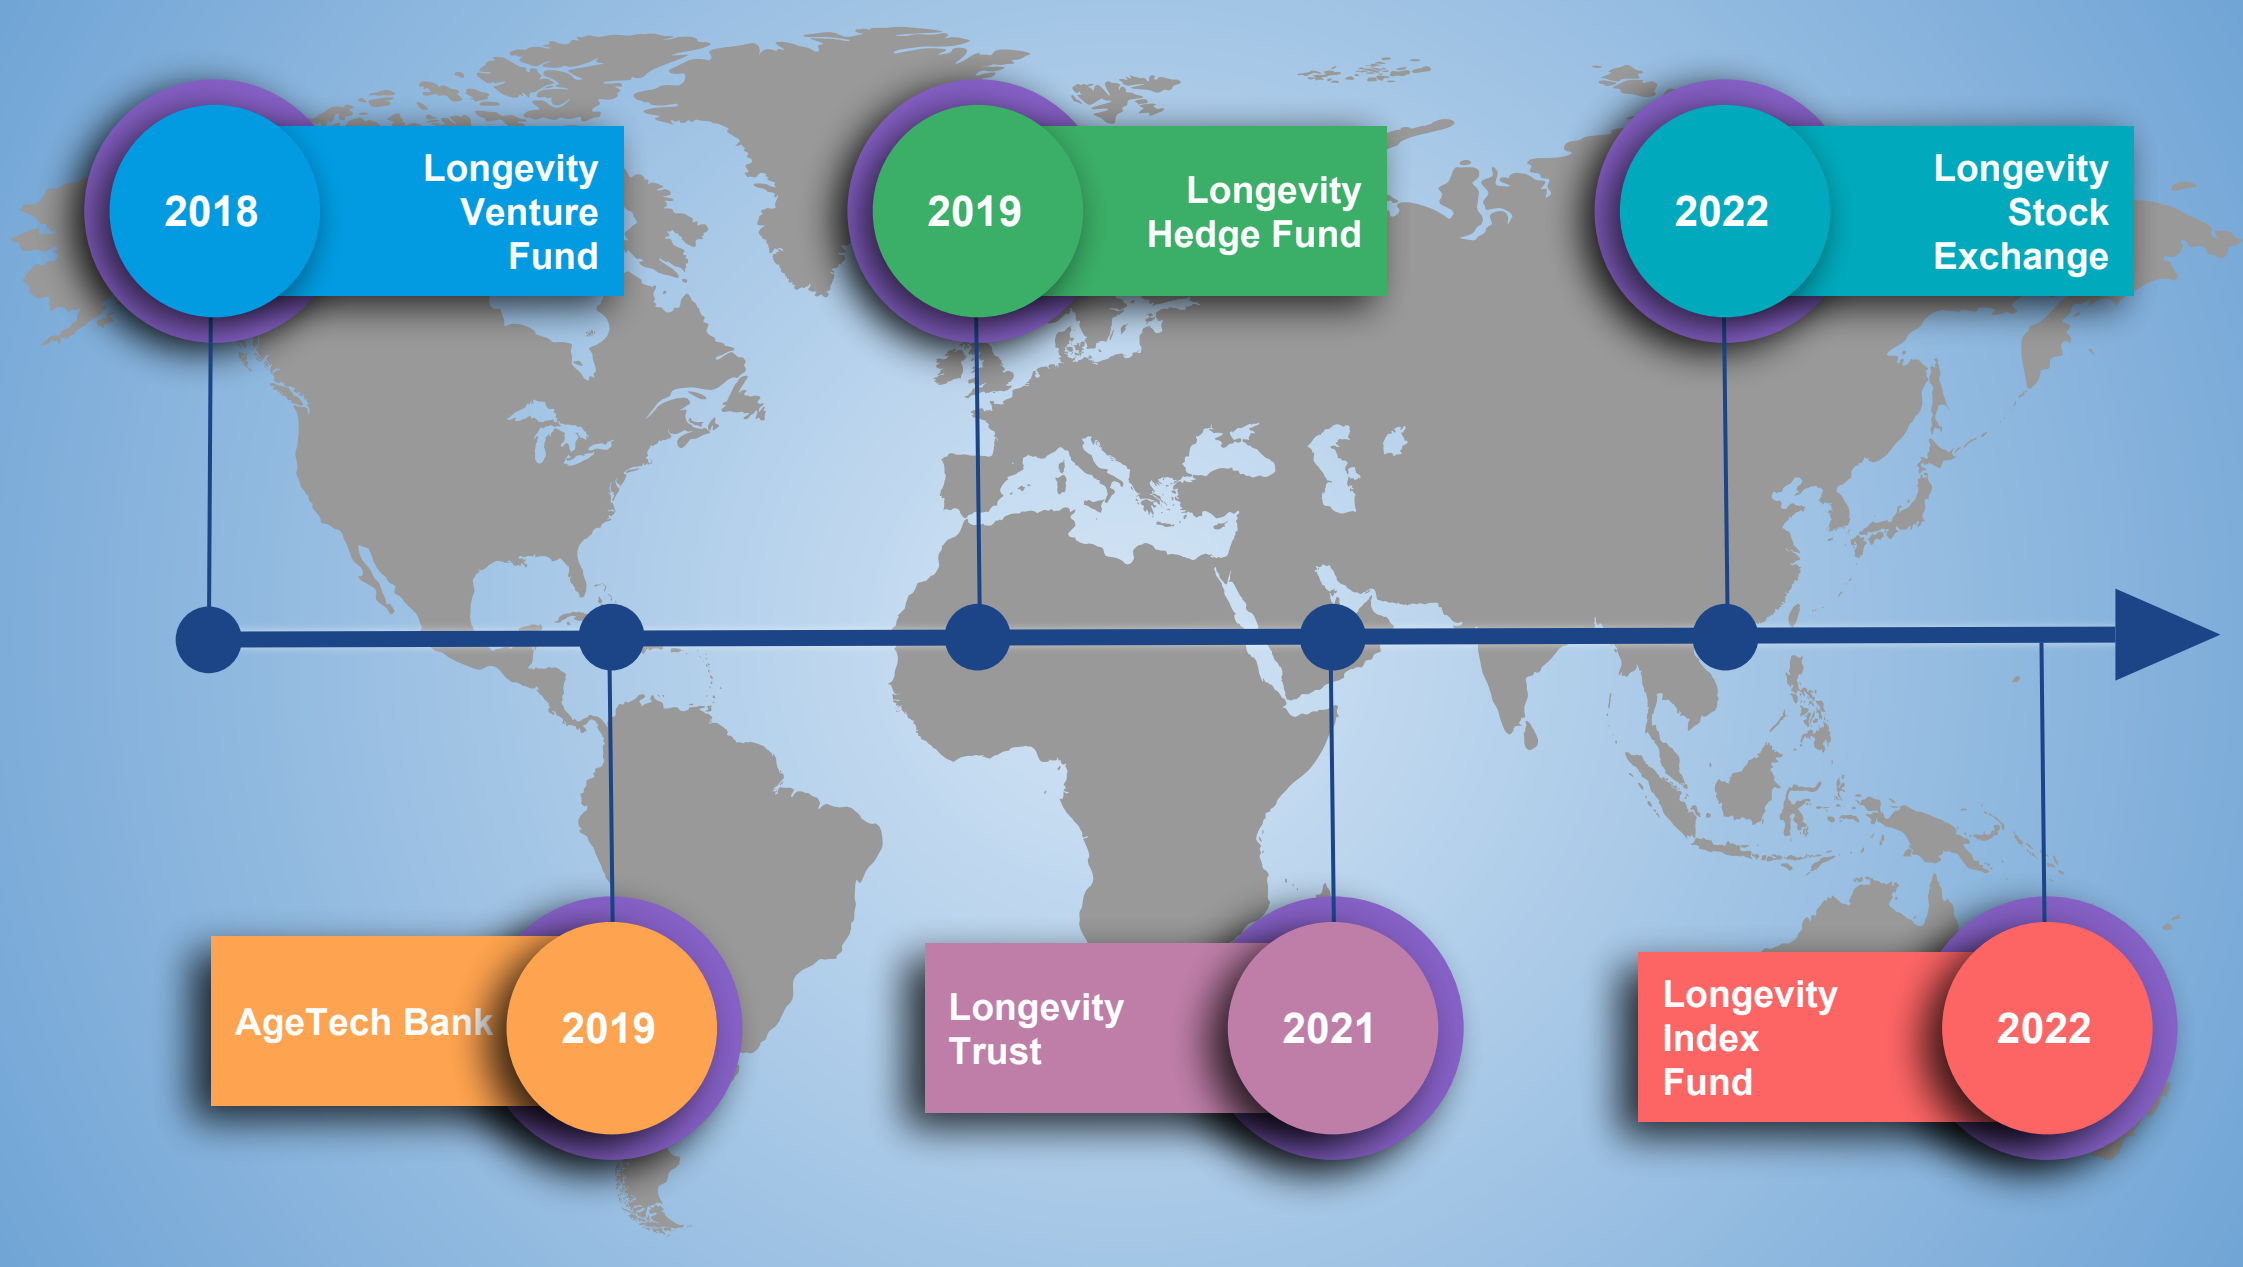 2018
Longevity
Venture
Fund
2019
Longevity
Hedge Fund
2022
Longevity
Stock
Exchange
AgeTech Bank
2019
Longevity
Trust
2021
Longevity
Index
Fund
2022